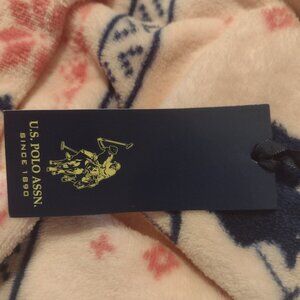 U.S. POLO ASSN.
SINCE 1890